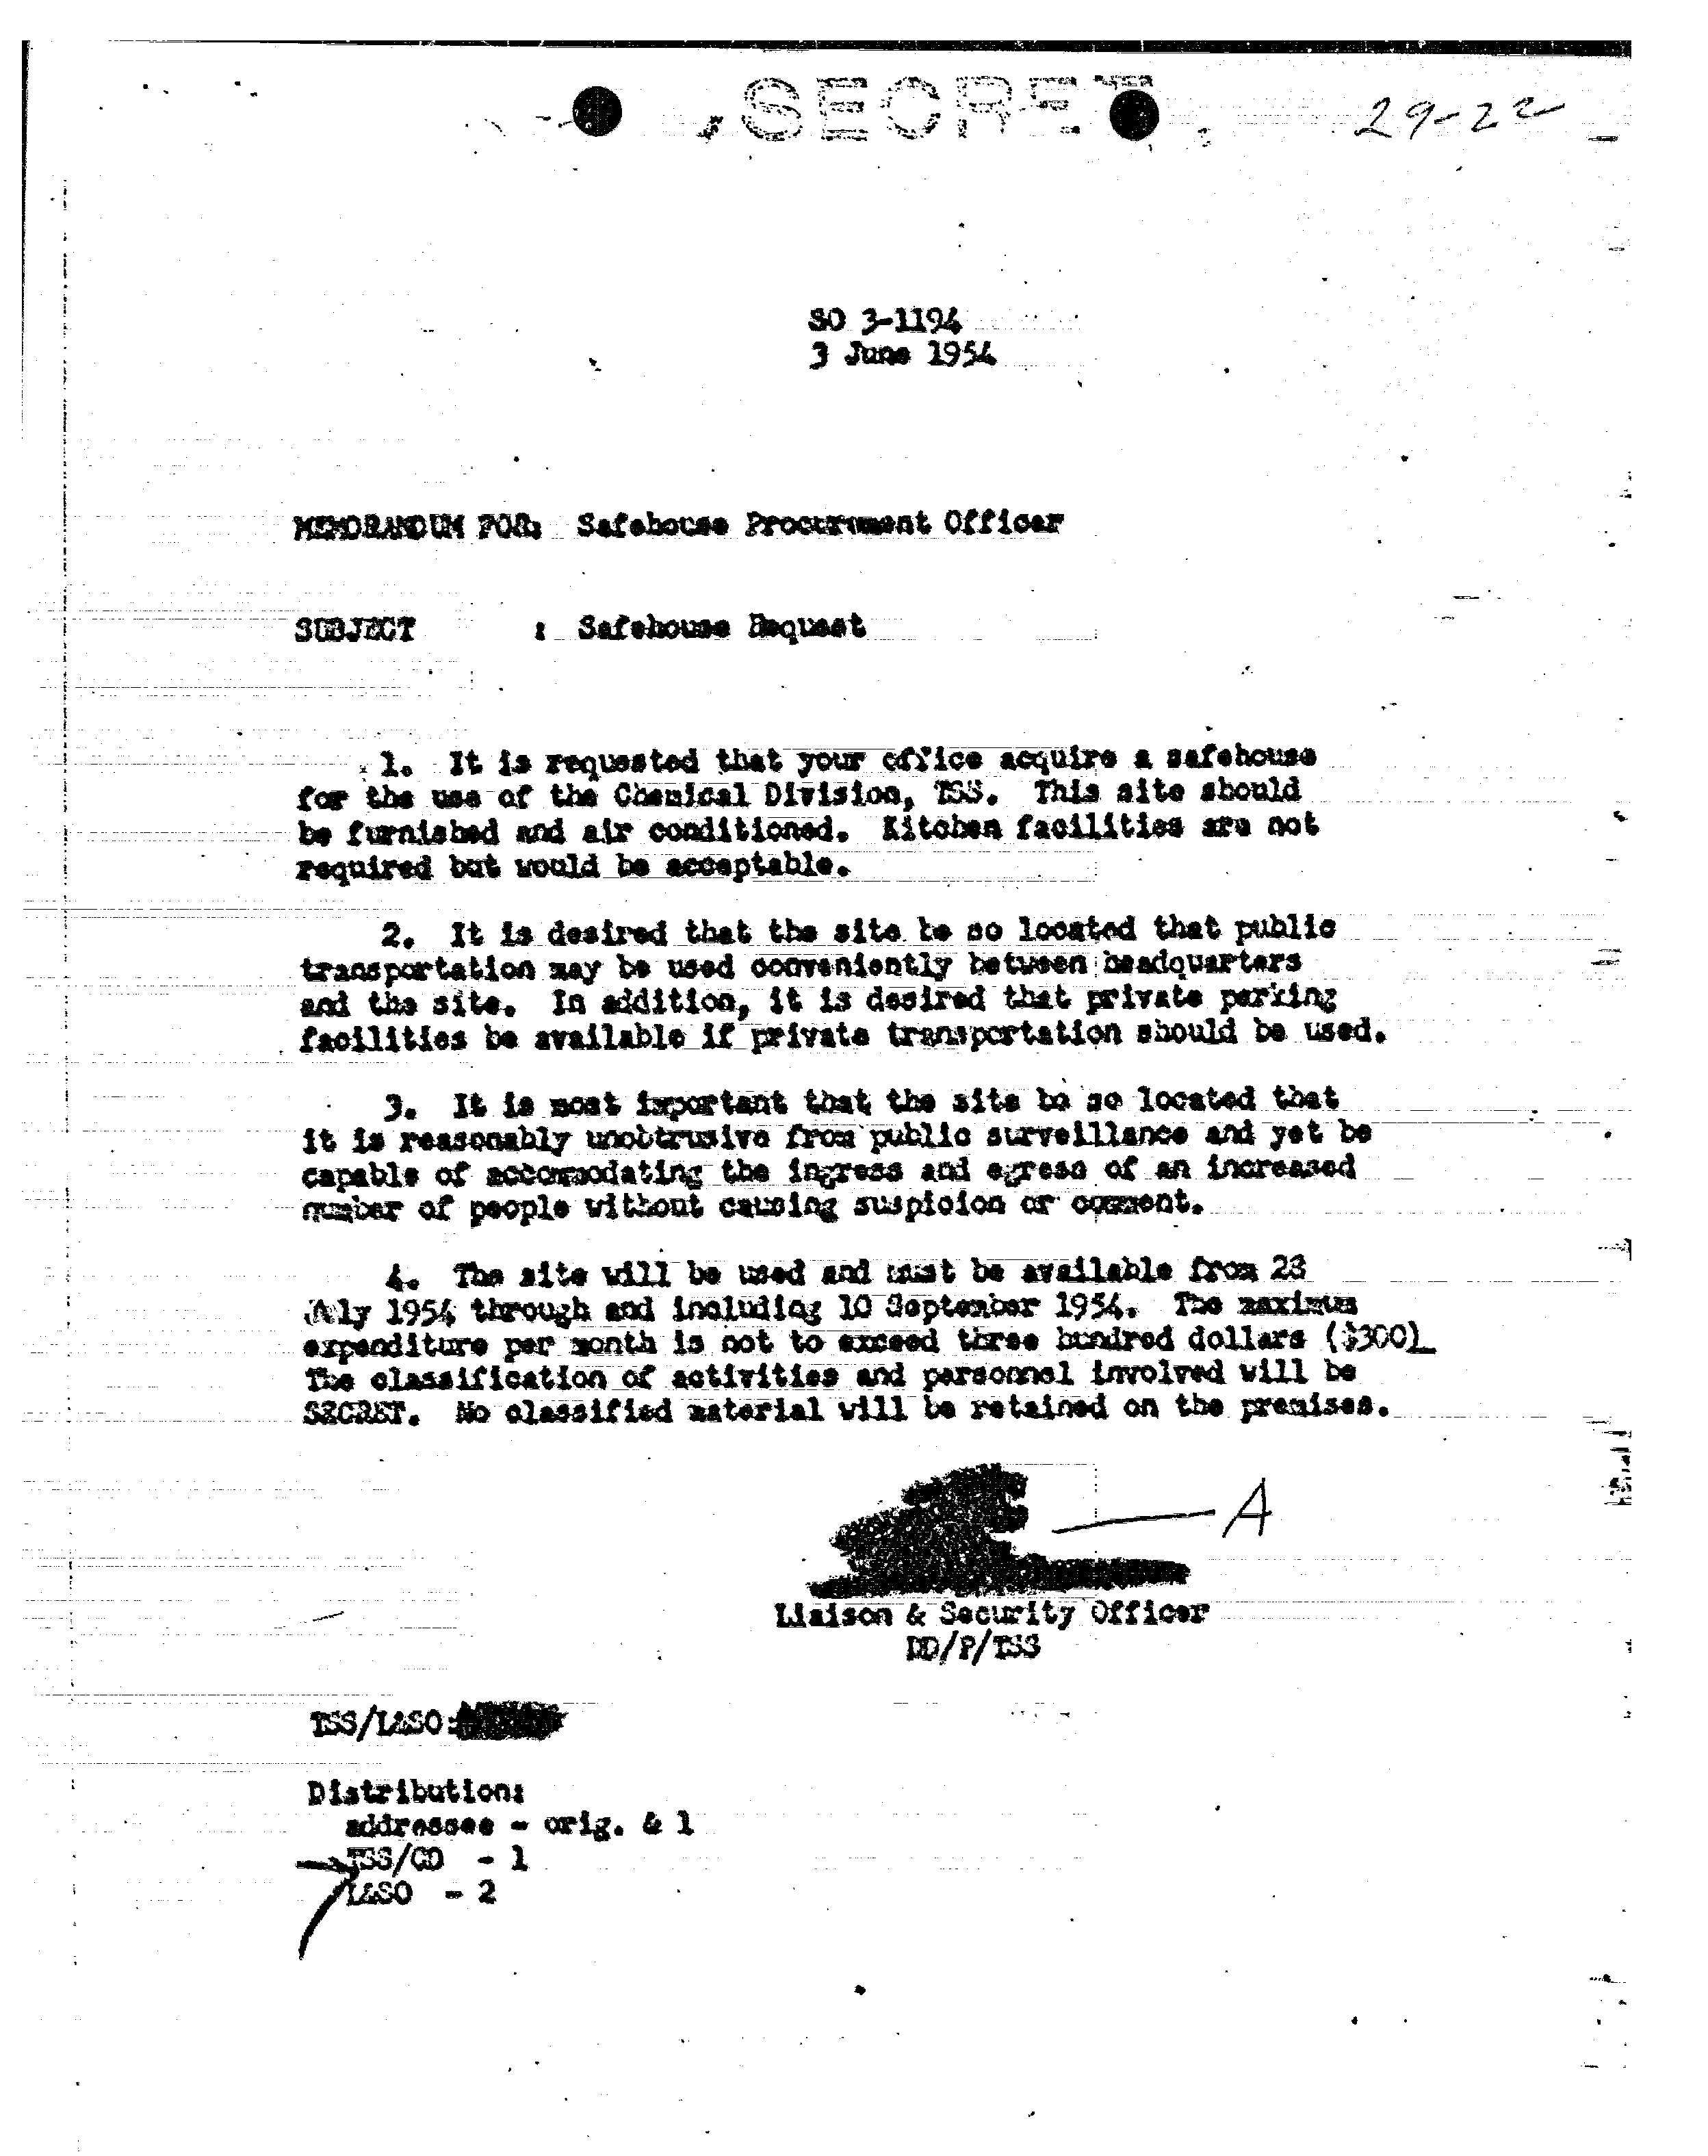 SECRET
29-22
SO 3-1194
3 June 1954
MEMORANDUM FOR: Safehouse Procurement Officer
SUBJECT : Safehouse Request
1. It is requested that your office acquire a safehouse
for the use of the Chemical Division, TSS. This site should
be furnished and air conditioned. Kitchen facilities are not
required but would be acceptable.
2. It is desired that the site be so located that public
transportation may be used conveniently between headquarters
and the site. In addition, it is desired that private parking
facilities be available if private transportation should be used.
3. It is most important that the site be so located that
it is reasonably unobtrusive from public surveillance and yet be
capable of accommodating the ingress and egress of an increased
number of people without causing suspicion or comment.
4. The site will be used and must be available from
July 1954 through and including 10 September 1954. The maximum
expenditure per month is not to exceed three hundred dollars ($300)
The classification of activities and personnel involved will be
SECRET. No classified material will be retained on the premises.
A
Liaison & Security Officer
DD/P/TSS
TSS/L&SO:
Distribution:
addressee - orig. & 1
TSS/CD - 1
L&SO - 2